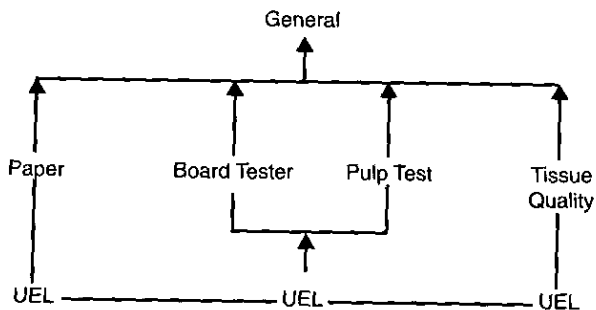 General
Paper
Board Tester
Pulp Test
Tissue
Quality
UEL
UEL
UEL